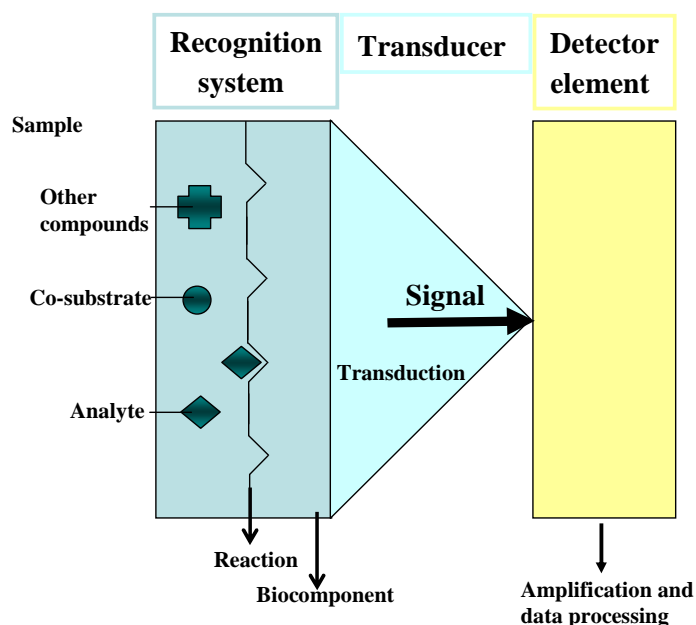 Recognition
system
Transducer
Detector
element
Sample
Other
compounds
Co-substrate
Analyte
Signal
Transduction
Reaction
Biocomponent
Amplification and
data processing